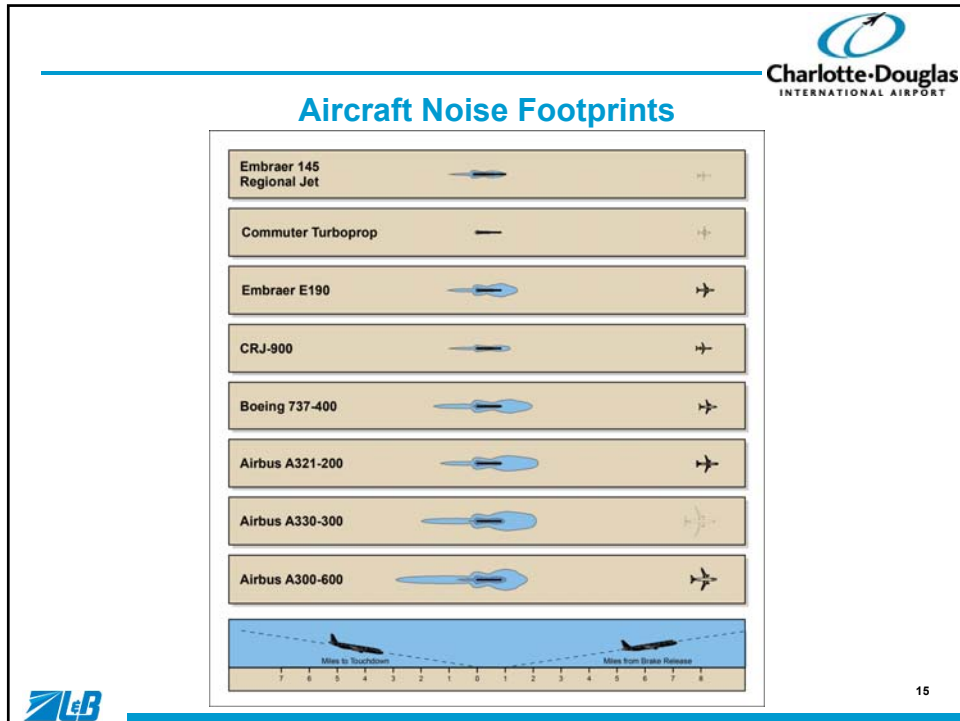 Charlotte•Douglas
INTERNATIONAL AIRPORT
Aircraft Noise Footprints
Embraer 145
Regional Jet
Commuter Turboprop
Embraer E190
CRJ-900
Boeing 737-400
Airbus A321-200
Airbus A330-300
Airbus A300-600
Miles to Touchdown Miles from Brake Release
7 6 5 4 3 2 1 0 1 2 3 4 5 6 7 8
L&B
15